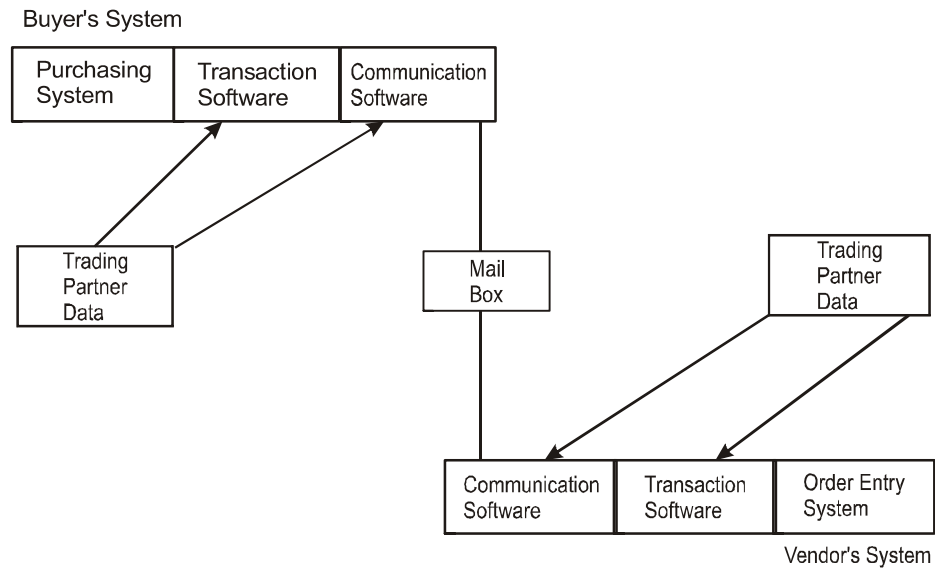 Buyer's System
Purchasing
System
Transaction
Software
Communication
Software
Trading
Partner
Data
Mail
Box
Trading
Partner
Data
Communication
Software
Transaction
Software
Order Entry
System
Vendor's System